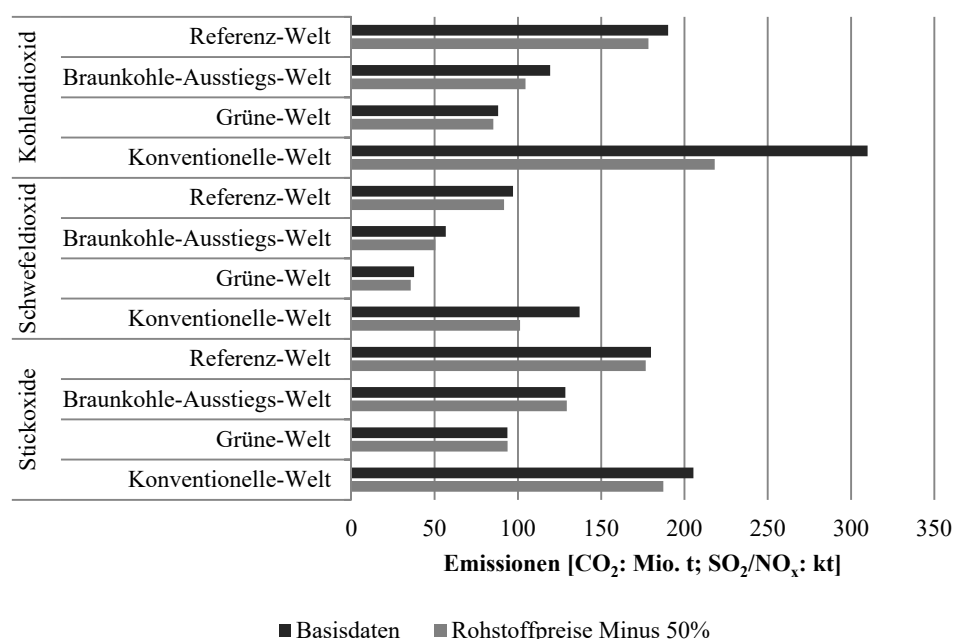 Kohlendioxid
Referenz-Welt
Braunkohle-Ausstiegs-Welt
Grüne-Welt
Konventionelle-Welt
Schwefeldioxid
Referenz-Welt
Braunkohle-Ausstiegs-Welt
Grüne-Welt
Konventionelle-Welt
Stickoxide
Referenz-Welt
Braunkohle-Ausstiegs-Welt
Grüne-Welt
Konventionelle-Welt
0 50 100 150 200 250 300 350
Emissionen [CO₂: Mio. t; SO₂/NOₓ: kt]
Basisdaten Rohstoffpreise Minus 50%